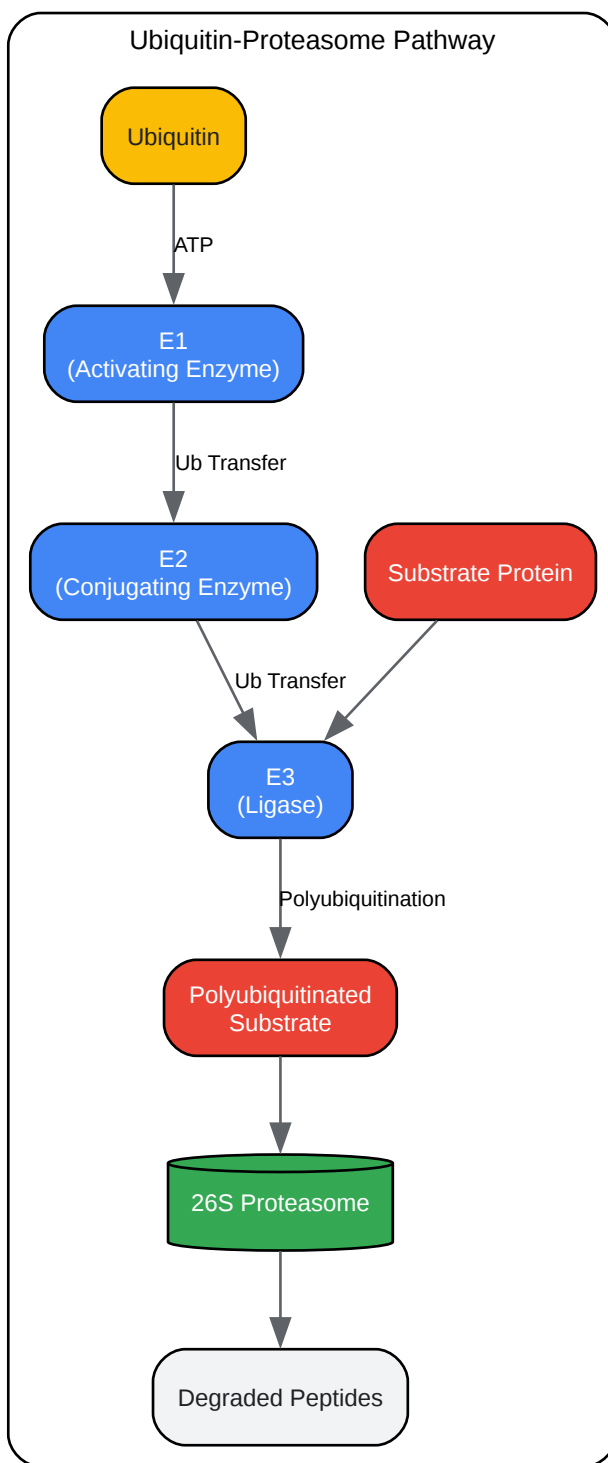 Ubiquitin-Proteasome Pathway
Ubiquitin
ATP
E1
(Activating Enzyme)
Ub Transfer
E2
(Conjugating Enzyme)
Substrate Protein
Ub Transfer
E3
(Ligase)
Polyubiquitination
Polyubiquitinated
Substrate
26S Proteasome
Degraded Peptides